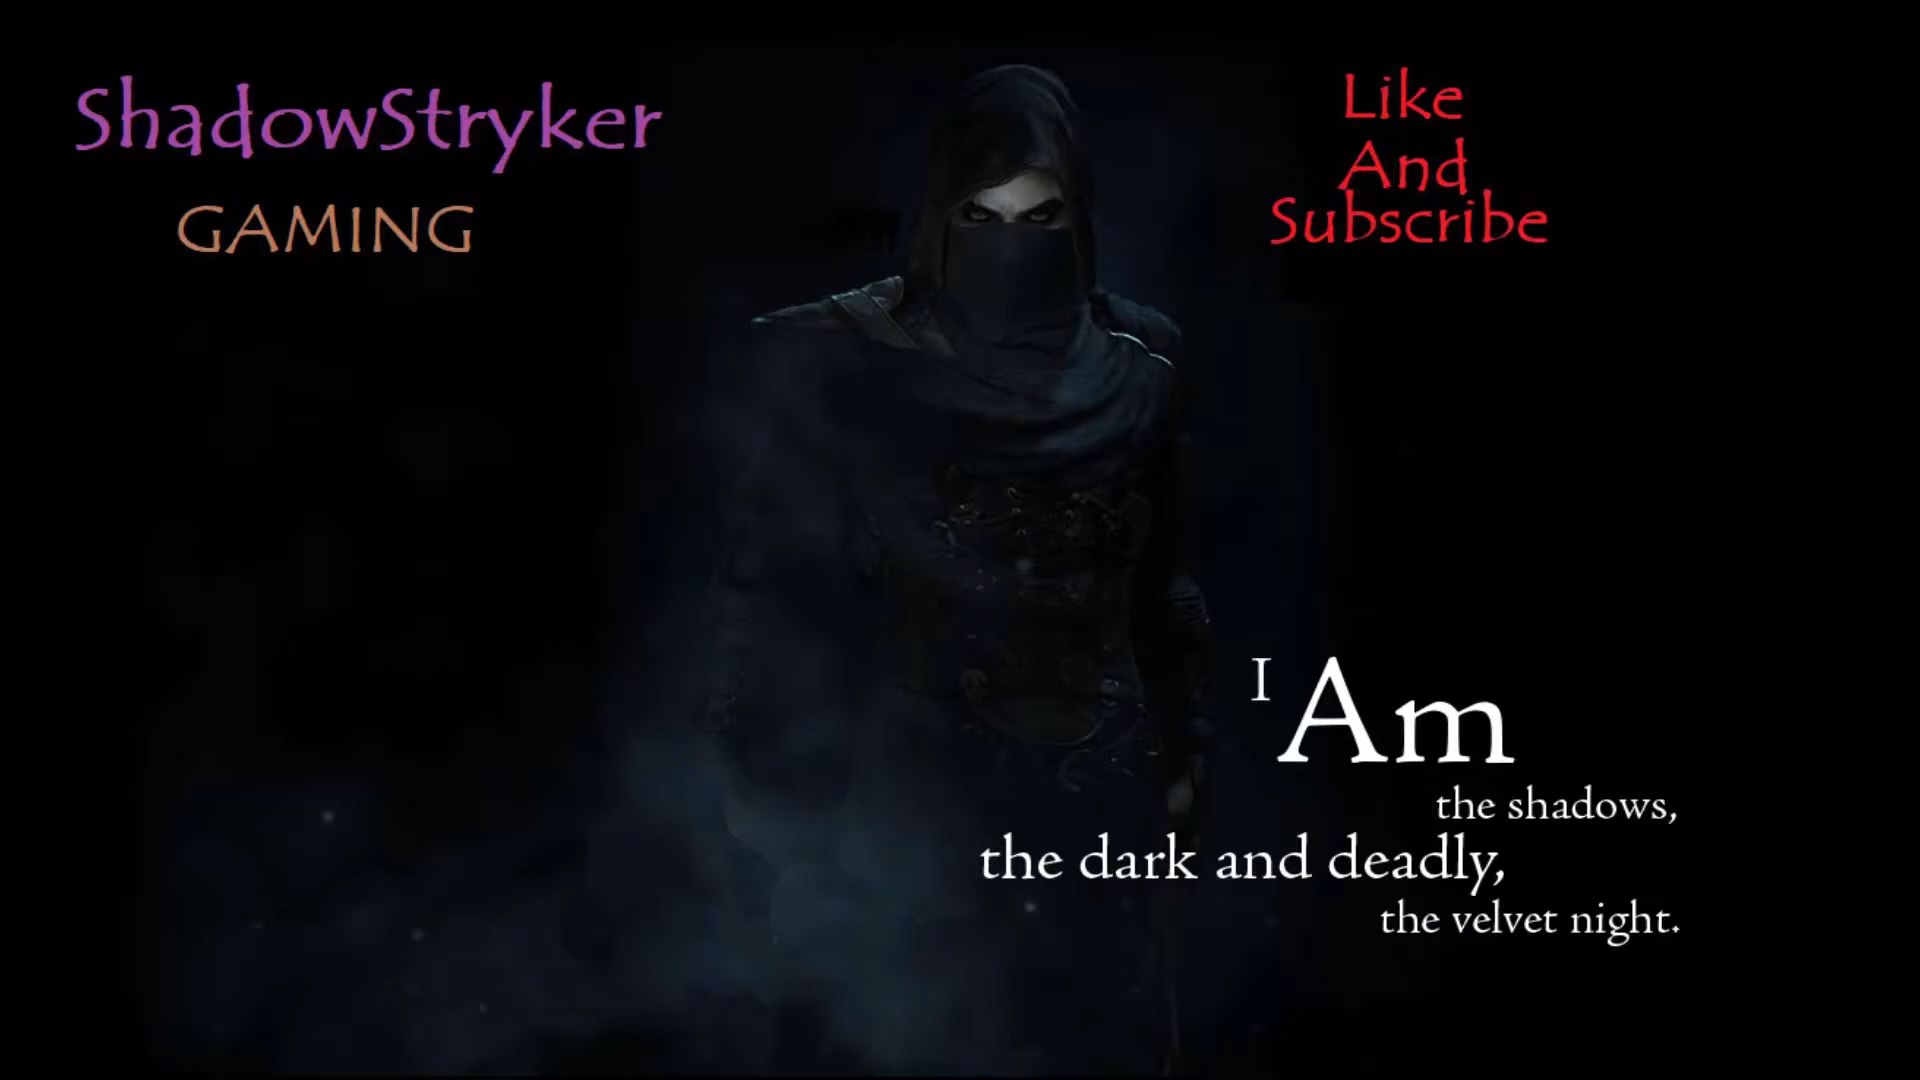 ShadowStryker
GAMING
Like
And
Subscribe
I Am
the shadows,
the dark and deadly,
the velvet night.